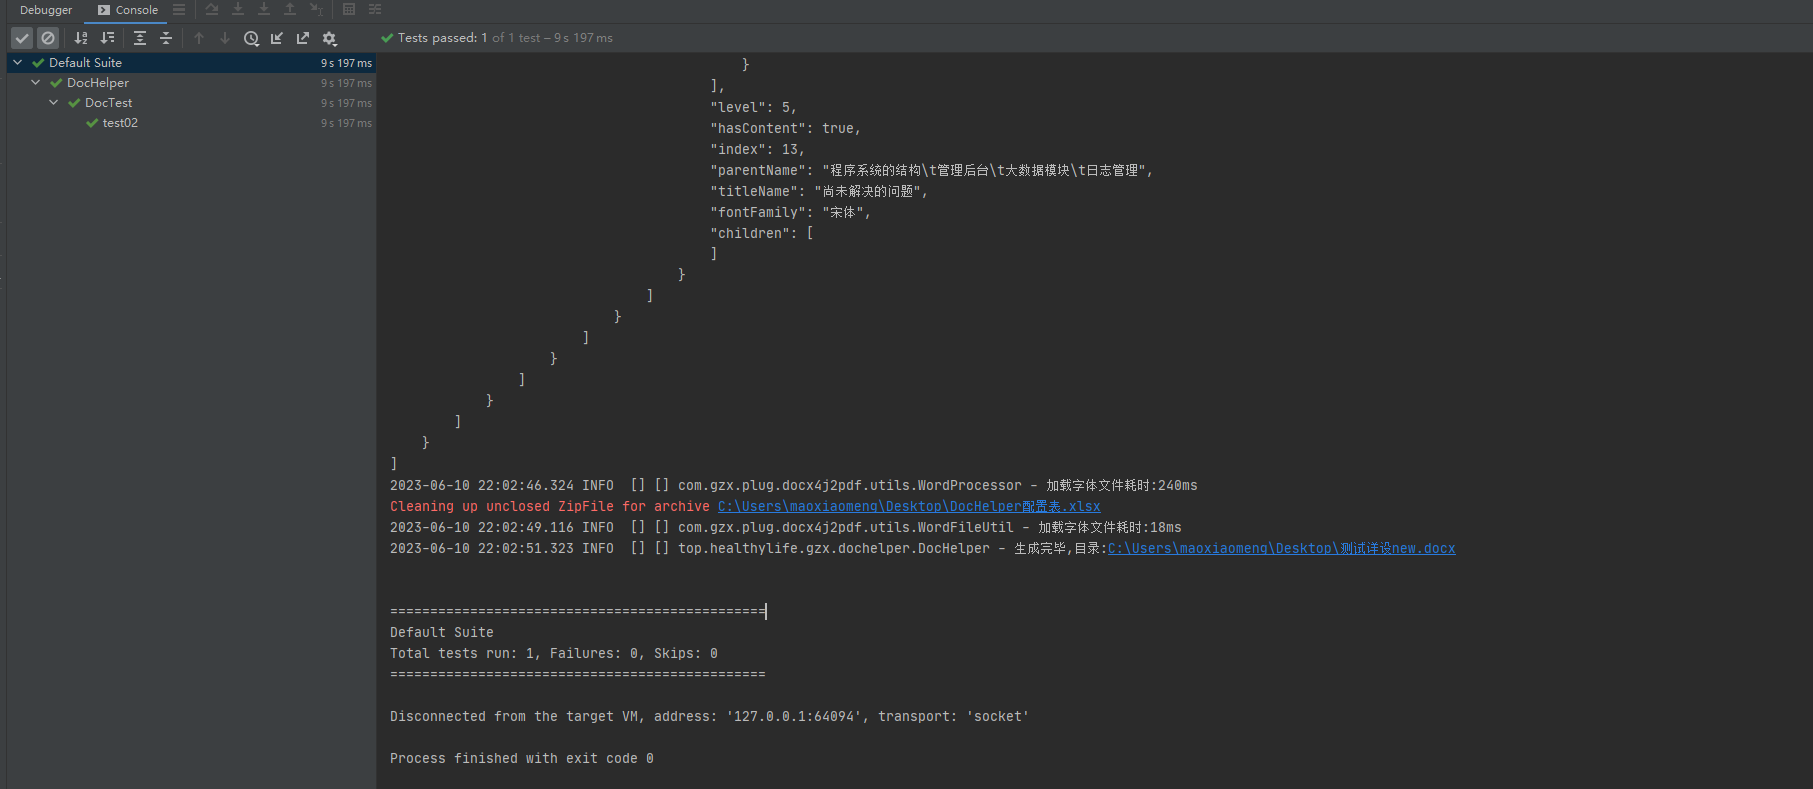 Debugger Console
Tests passed: 1 of 1 test – 9 s 197 ms
Default Suite 9 s 197 ms
DocHelper 9 s 197 ms
DocTest 9 s 197 ms
test02 9 s 197 ms
}
],
"level": 5,
"hasContent": true,
"index": 13,
"parentName": "程序系统的结构\t管理后台\t大数据模块\t日志管理",
"titleName": "尚未解决的问题",
"fontFamily": "宋体",
"children": [
]
}
]
}
]
}
]
}
]
}
]
2023-06-10 22:02:46.324 INFO  [] [] com.gzx.plug.docx4j2pdf.utils.WordProcessor - 加载字体文件耗时:240ms
Cleaning up unclosed ZipFile for archive C:\Users\maoxiaomeng\Desktop\DocHelper配置表.xlsx
2023-06-10 22:02:49.116 INFO  [] [] com.gzx.plug.docx4j2pdf.utils.WordFileUtil - 加载字体文件耗时:18ms
2023-06-10 22:02:51.323 INFO  [] [] top.healthylife.gzx.dochelper.DocHelper - 生成完毕,目录:C:\Users\maoxiaomeng\Desktop\测试详设new.docx
===============================================
Default Suite
Total tests run: 1, Failures: 0, Skips: 0
===============================================
Disconnected from the target VM, address: '127.0.0.1:64094', transport: 'socket'
Process finished with exit code 0